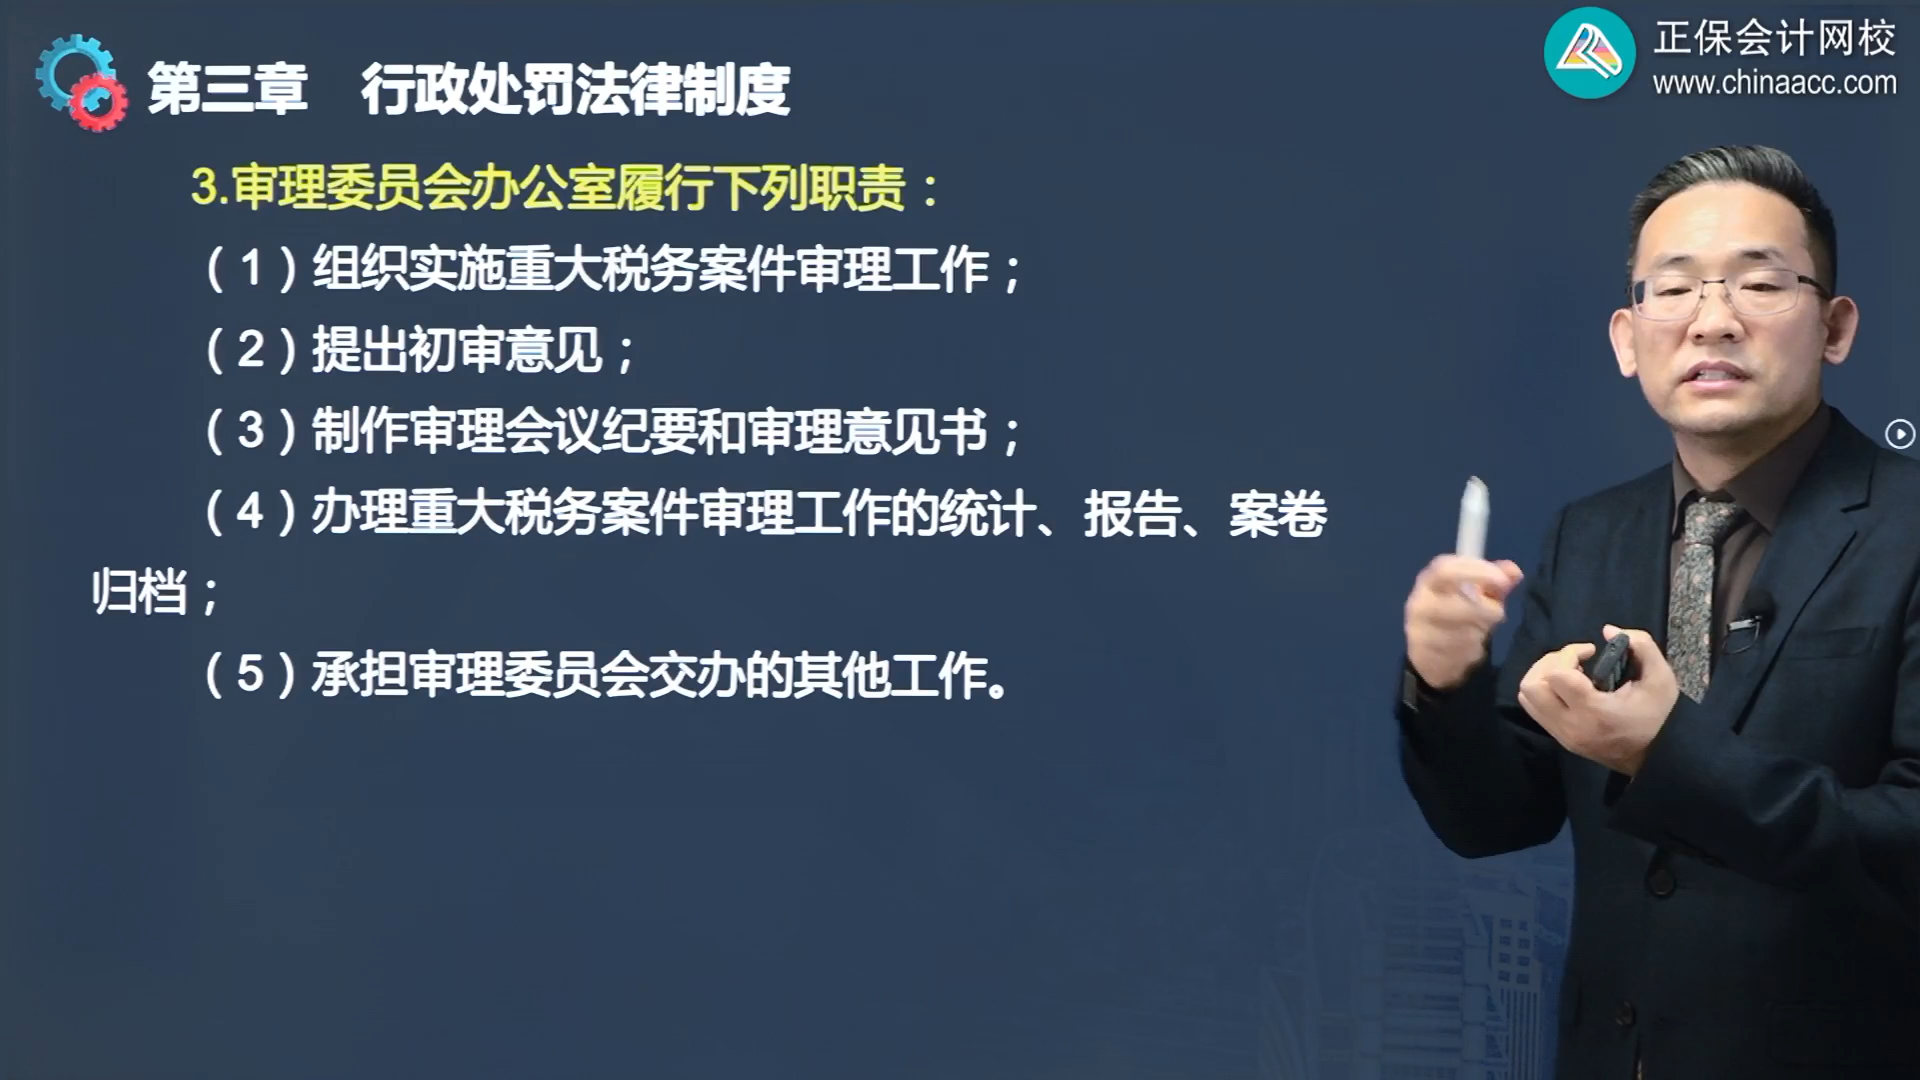 正保会计网校
www.chinaacc.com
第三章 行政处罚法律制度
3.审理委员会办公室履行下列职责：
（1）组织实施重大税务案件审理工作；
（2）提出初审意见；
（3）制作审理会议纪要和审理意见书；
（4）办理重大税务案件审理工作的统计、报告、案卷
归档；
（5）承担审理委员会交办的其他工作。